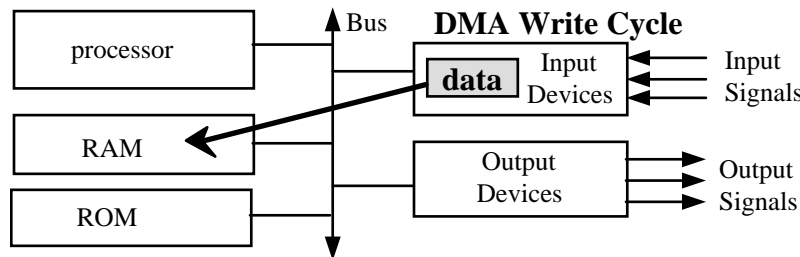 Bus
DMA Write Cycle
processor
data
Input
Devices
Input
Signals
RAM
Output
Devices
Output
Signals
ROM